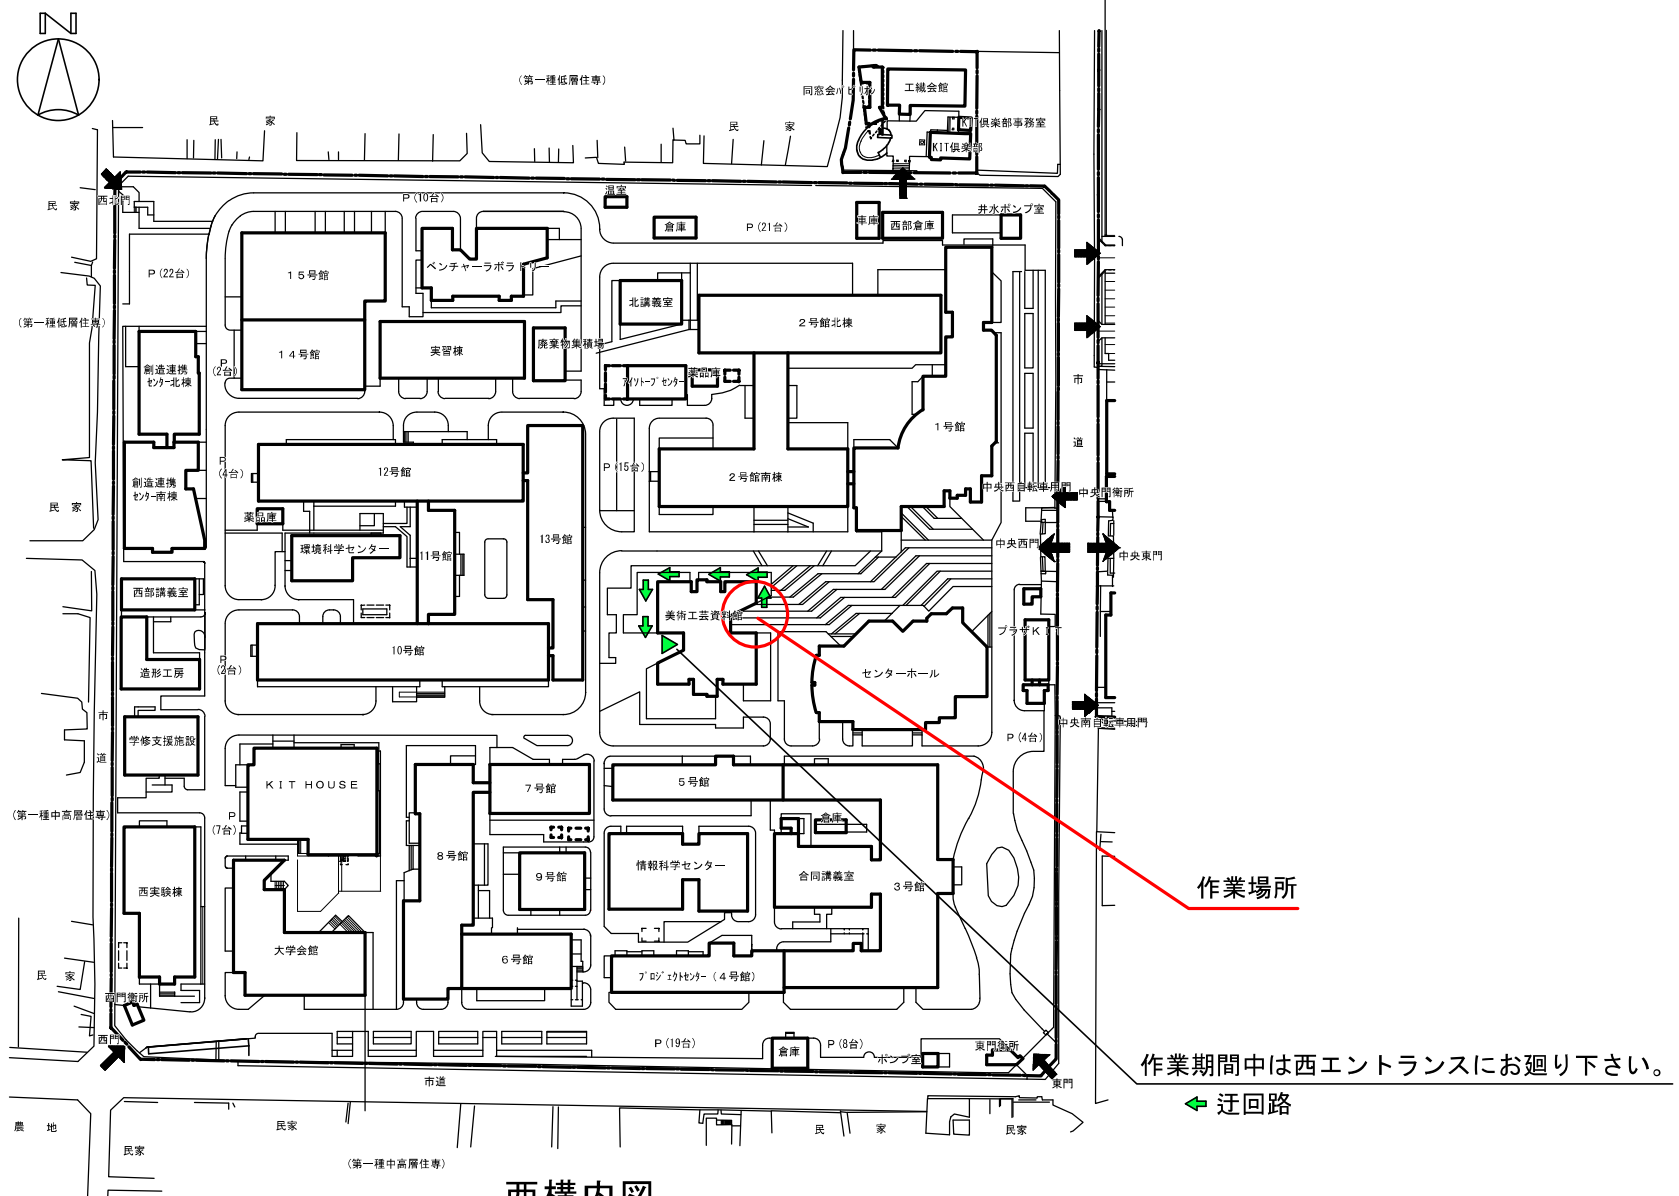 N
(第一種低層住専)
同窓会パビリオン
工繊会館
KIT倶楽部事務室
KIT倶楽部
民 家
民 家
西北門
民 家
P(10台)
温室
倉庫
P(21台)
車庫
西部倉庫
井水ポンプ室
P(22台)
15号館
ベンチャーラボラトリー
北講義室
2号館北棟
(第一種低層住専)
14号館
実習棟
廃棄物集積場
創造連携
センター北棟
P
(2台)
アイソトープセンター
薬品庫
市
道
1号館
P
(4台)
12号館
P(15台)
2号館南棟
創造連携
センター南棟
中央西自転車用門
中央門衛所
民 家
薬品庫
環境科学センター
11号館
13号館
中央西門
中央東門
西部講義室
美術工芸資料館
プラザKIT
造形工房
P
(2台)
10号館
センターホール
市
道
学修支援施設
中央南自転車用門
P(4台)
KIT HOUSE
7号館
5号館
(第一種中高層住専)
P
(7台)
倉庫
8号館
9号館
情報科学センター
合同講義室
3号館
西実験棟
作業場所
大学会館
6号館
プロジェクトセンター(4号館)
民 家
西門衛所
西門
P(19台)
倉庫
P(8台)
ポンプ室
東門衛所
東門
作業期間中は西エントランスにお廻り下さい。
市道
迂回路
農 地
民家
民 家
民家
民家
(第一種中高層住専)
西構内図